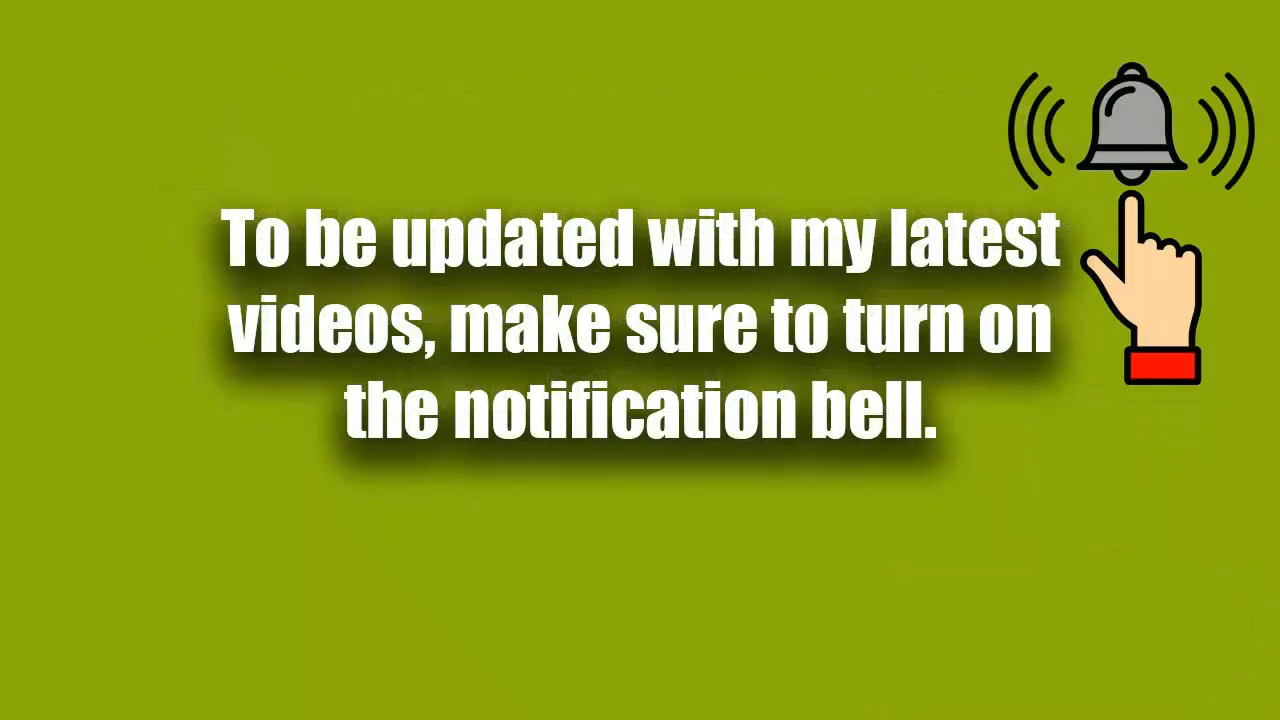 To be updated with my latest
videos, make sure to turn on
the notification bell.